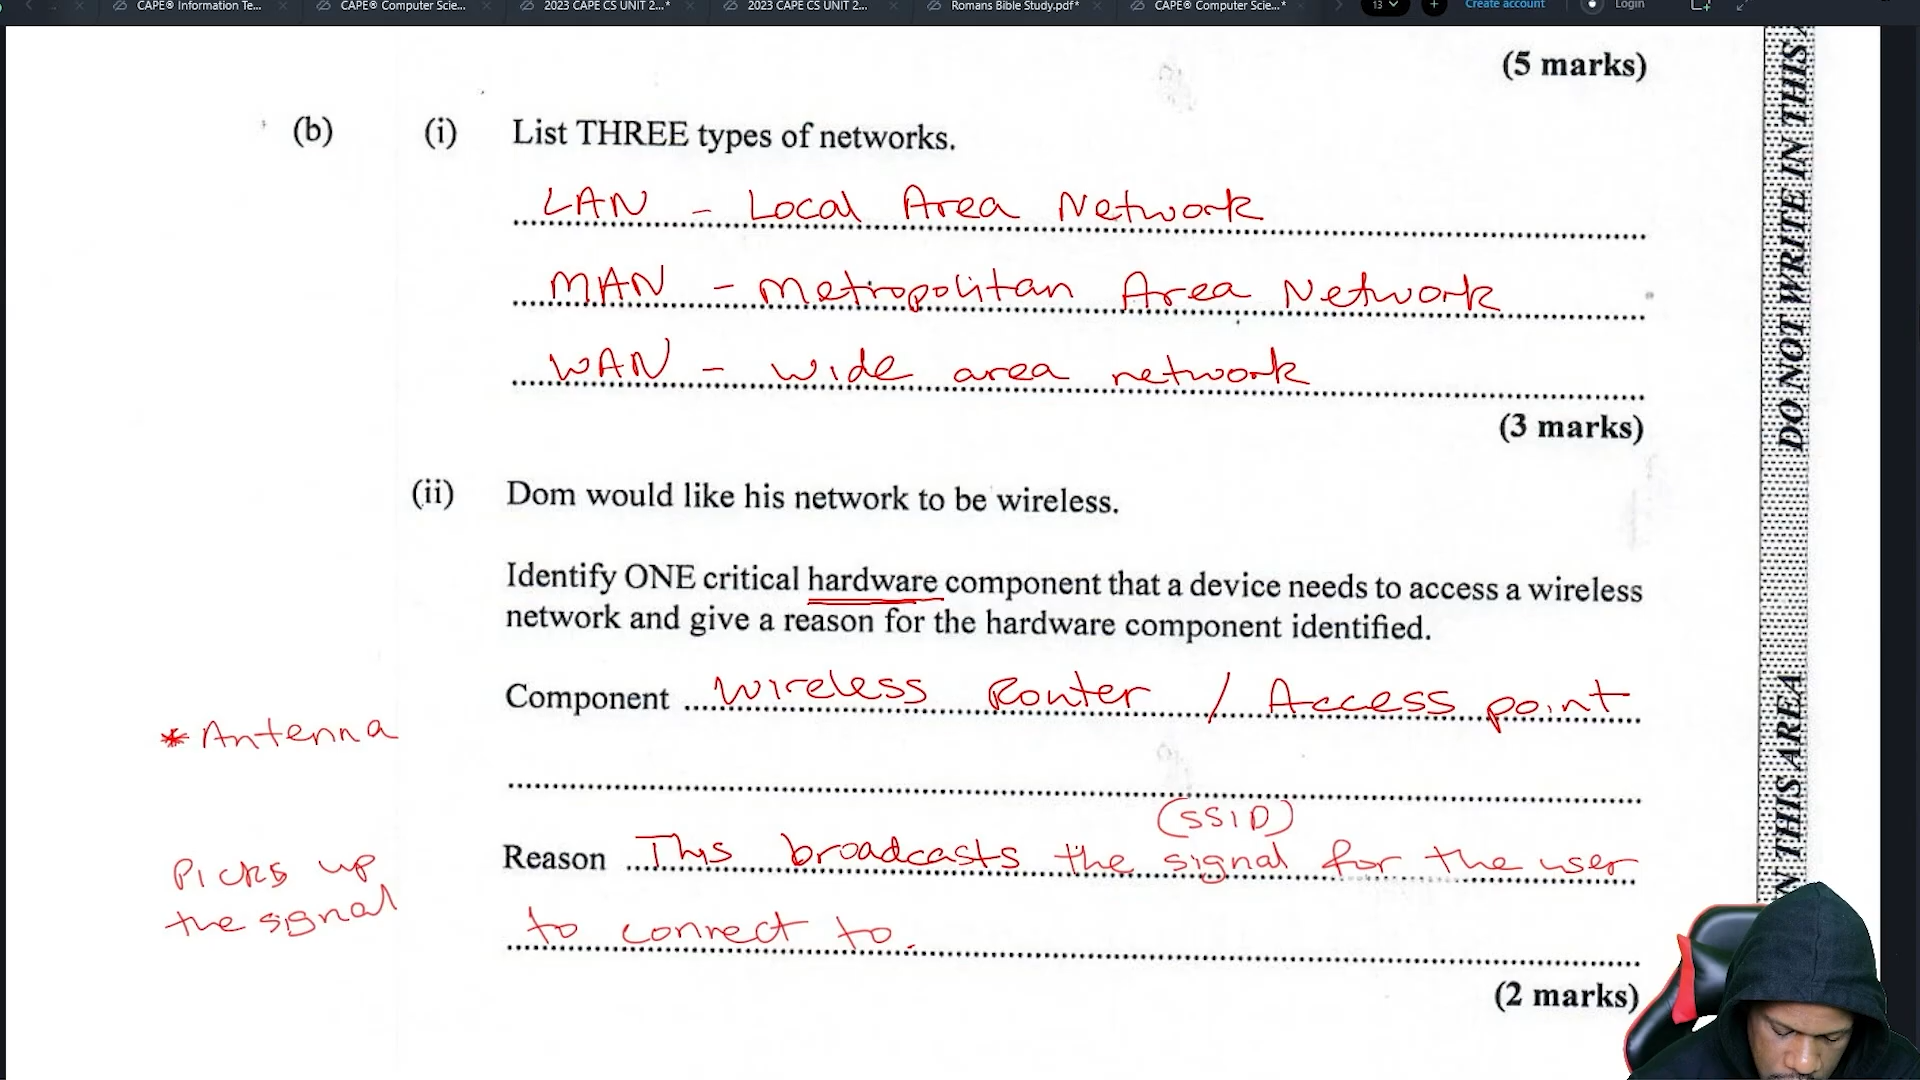 CAPE® Information Te...
CAPE® Computer Scie...
2023 CAPE CS UNIT 2...*
2023 CAPE CS UNIT 2...
Romans Bible Study.pdf*
CAPE® Computer Scie...*
13
Create account
Login
(5 marks)
(b) (i) List THREE types of networks.
LAN - Local Area Network
MAN - Metropolitan Area Network
WAN - wide area network
(3 marks)
(ii) Dom would like his network to be wireless.
Identify ONE critical hardware component that a device needs to access a wireless
network and give a reason for the hardware component identified.
Component wireless Router / Access point
* Antenna
(SSID)
Reason This broadcasts the signal for the user
Picks up
the signal
to connect to.
(2 marks)
DO NOT WRITE IN THIS
N THIS AREA